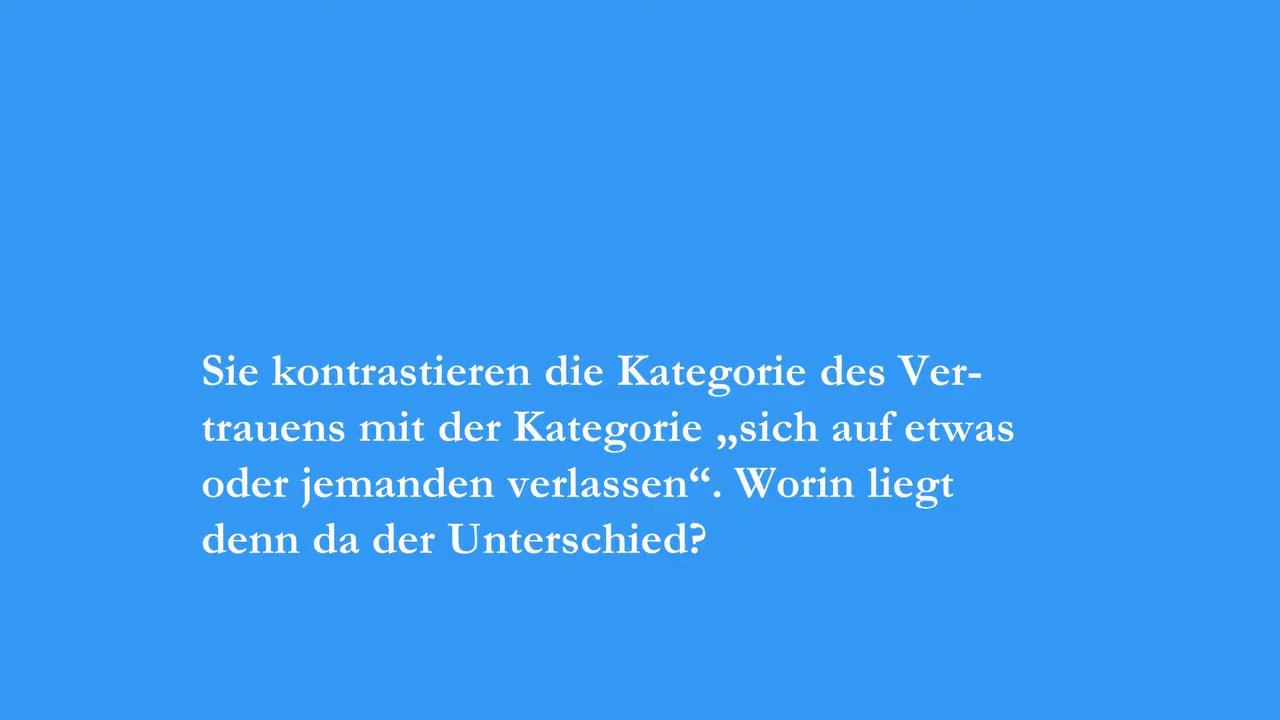 Sie kontrastieren die Kategorie des Ver-
trauens mit der Kategorie „sich auf etwas
oder jemanden verlassen“. Worin liegt
denn da der Unterschied?